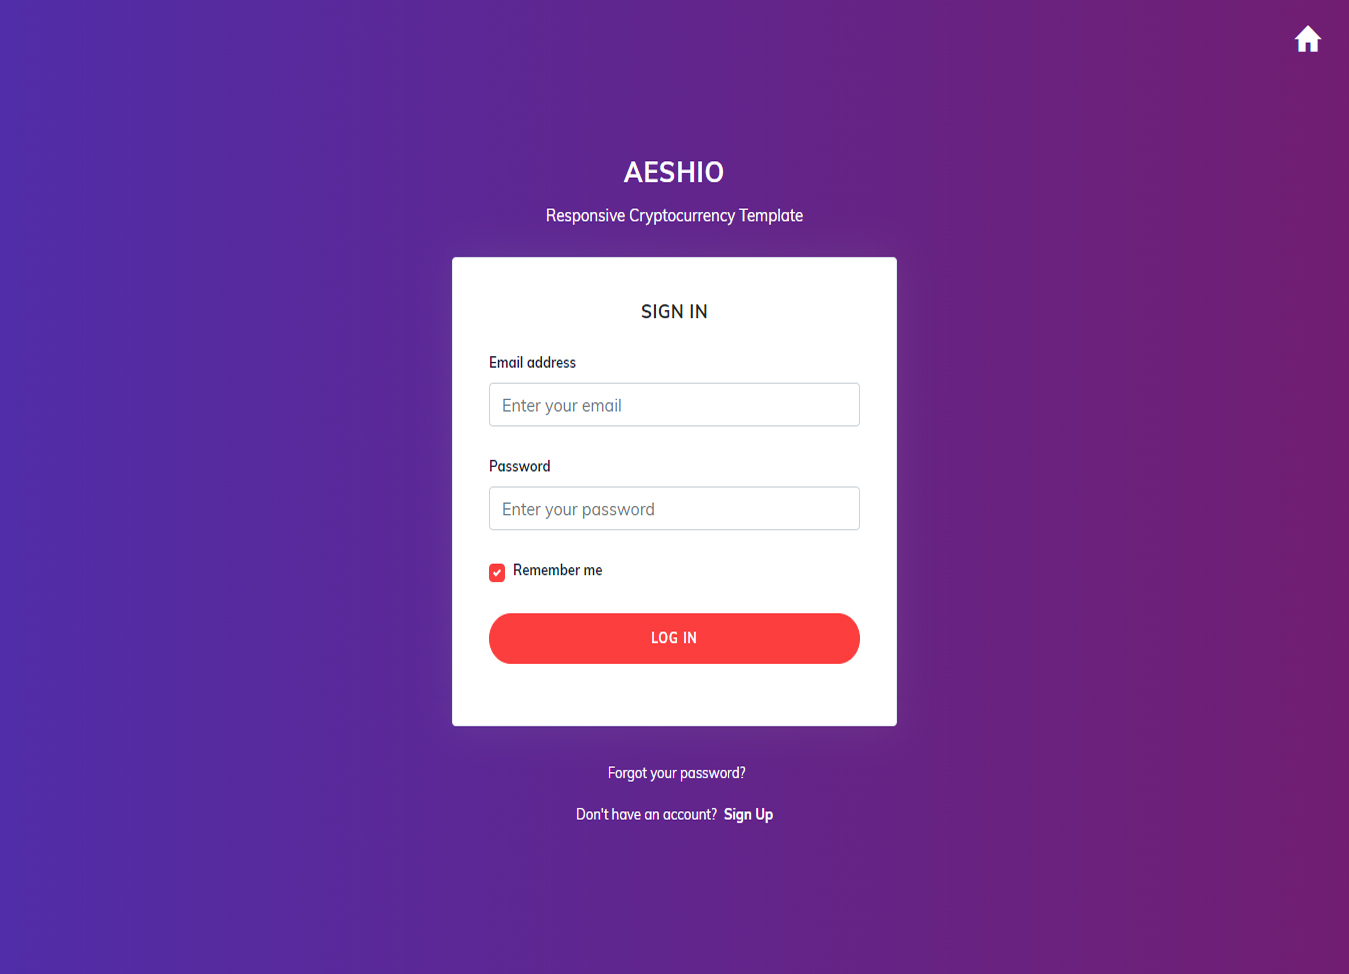 AESHIO
Responsive Cryptocurrency Template
SIGN IN
Email address
Enter your email
Password
Enter your password
Remember me
LOG IN
Forgot your password?
Don't have an account? Sign Up